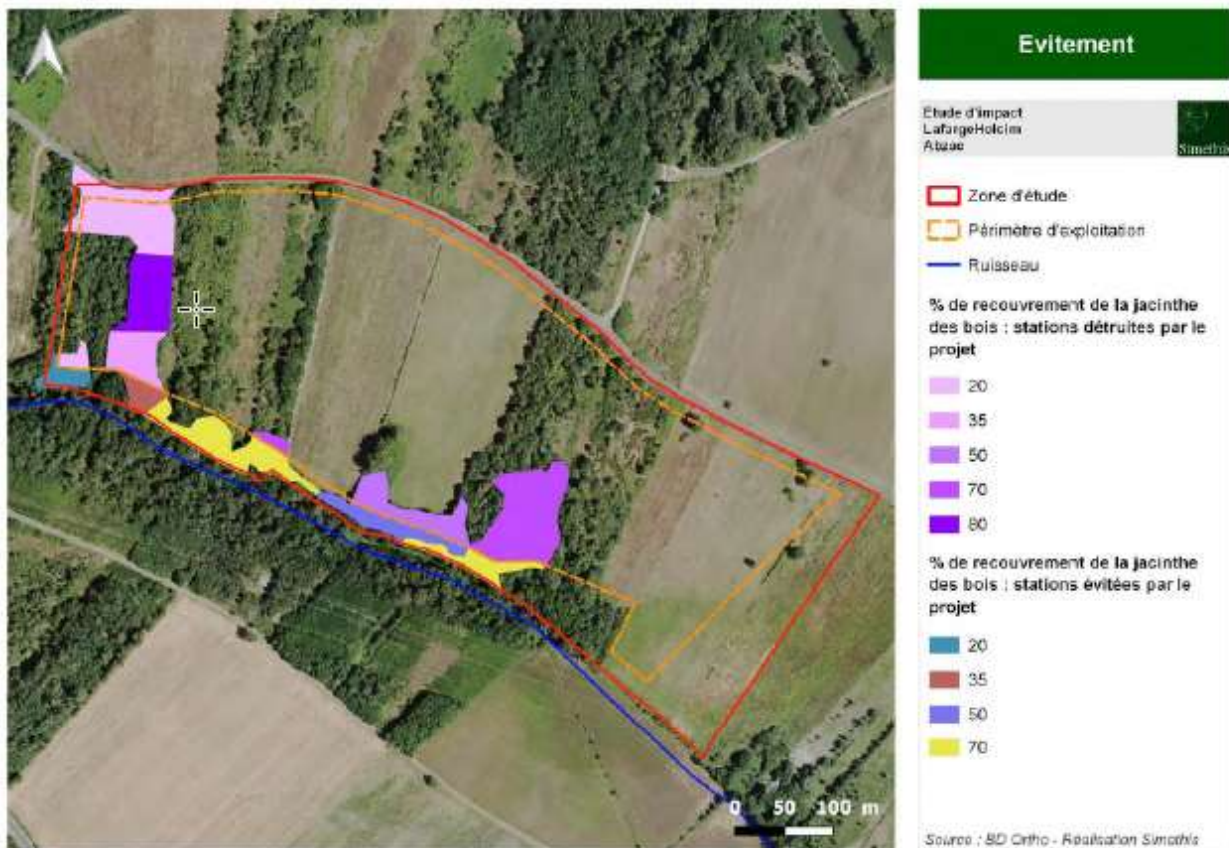 Evitement
Etude d'impact
LafargeHolcim
Abzac
Simethis
Zone d'étude
Périmètre d'exploitation
Ruisseau
% de recouvrement de la jacinthe
des bois : stations détruites par le
projet
20
35
50
70
80
% de recouvrement de la jacinthe
des bois : stations évitées par le
projet
20
35
50
70
0 50 100 m
Source : BD Ortho - Réalisation Simethis